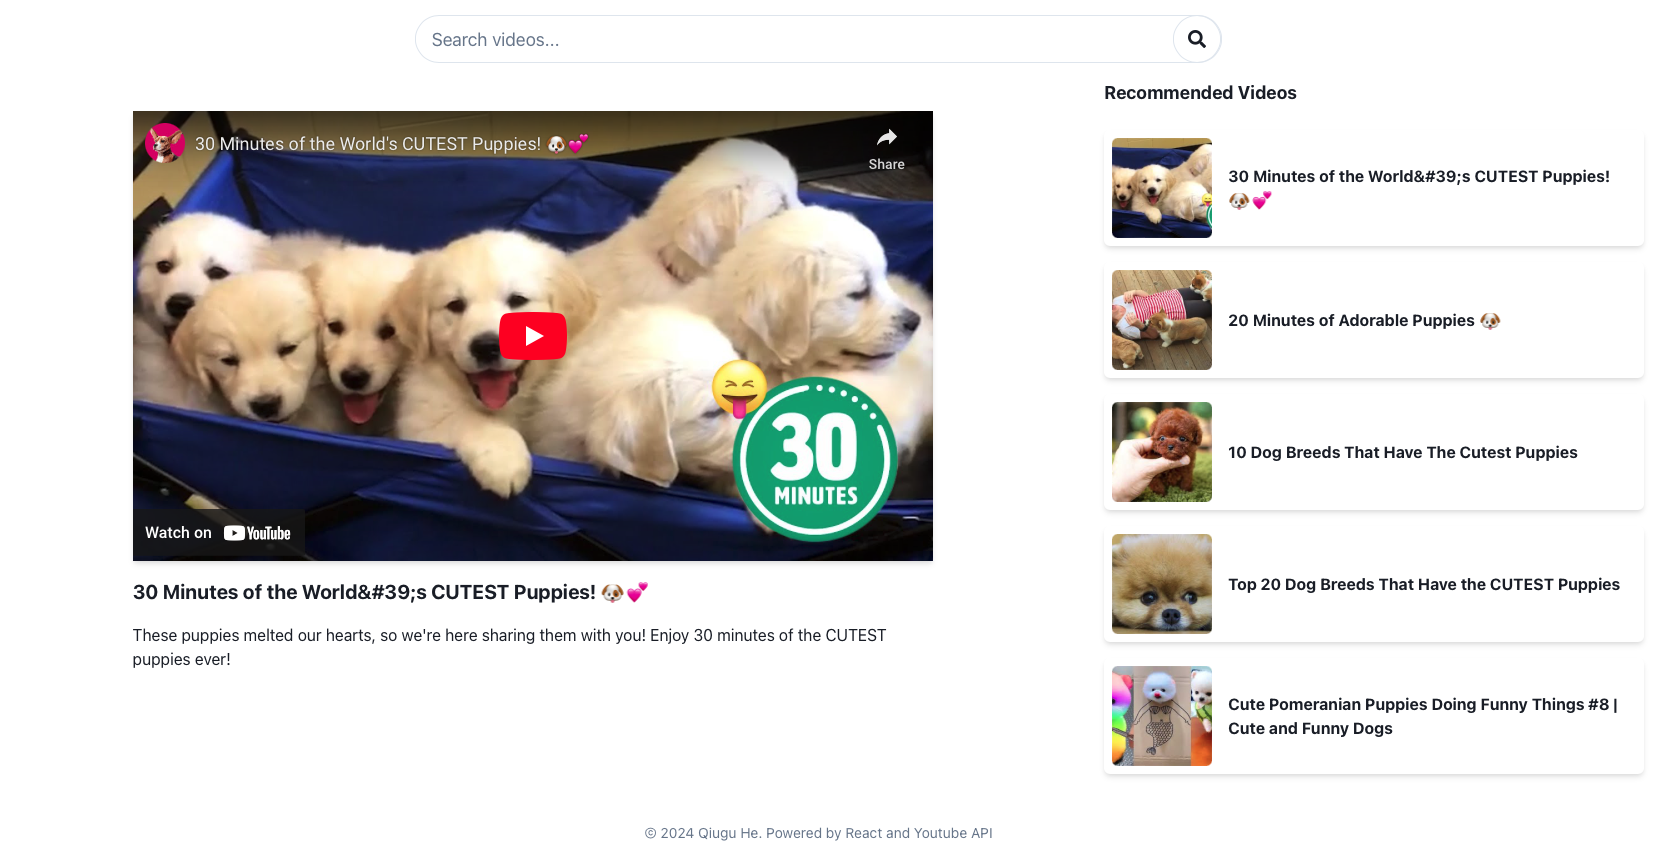 Search videos...
30 Minutes of the World's CUTEST Puppies! 🐶💕
Share
30
MINUTES
Watch on YouTube
30 Minutes of the World&#39;s CUTEST Puppies! 🐶💕
These puppies melted our hearts, so we're here sharing them with you! Enjoy 30 minutes of the CUTEST
puppies ever!
Recommended Videos
30 Minutes of the World&#39;s CUTEST Puppies!
🐶💕
20 Minutes of Adorable Puppies 🐶
10 Dog Breeds That Have The Cutest Puppies
Top 20 Dog Breeds That Have the CUTEST Puppies
Cute Pomeranian Puppies Doing Funny Things #8 |
Cute and Funny Dogs
© 2024 Qiugu He. Powered by React and Youtube API